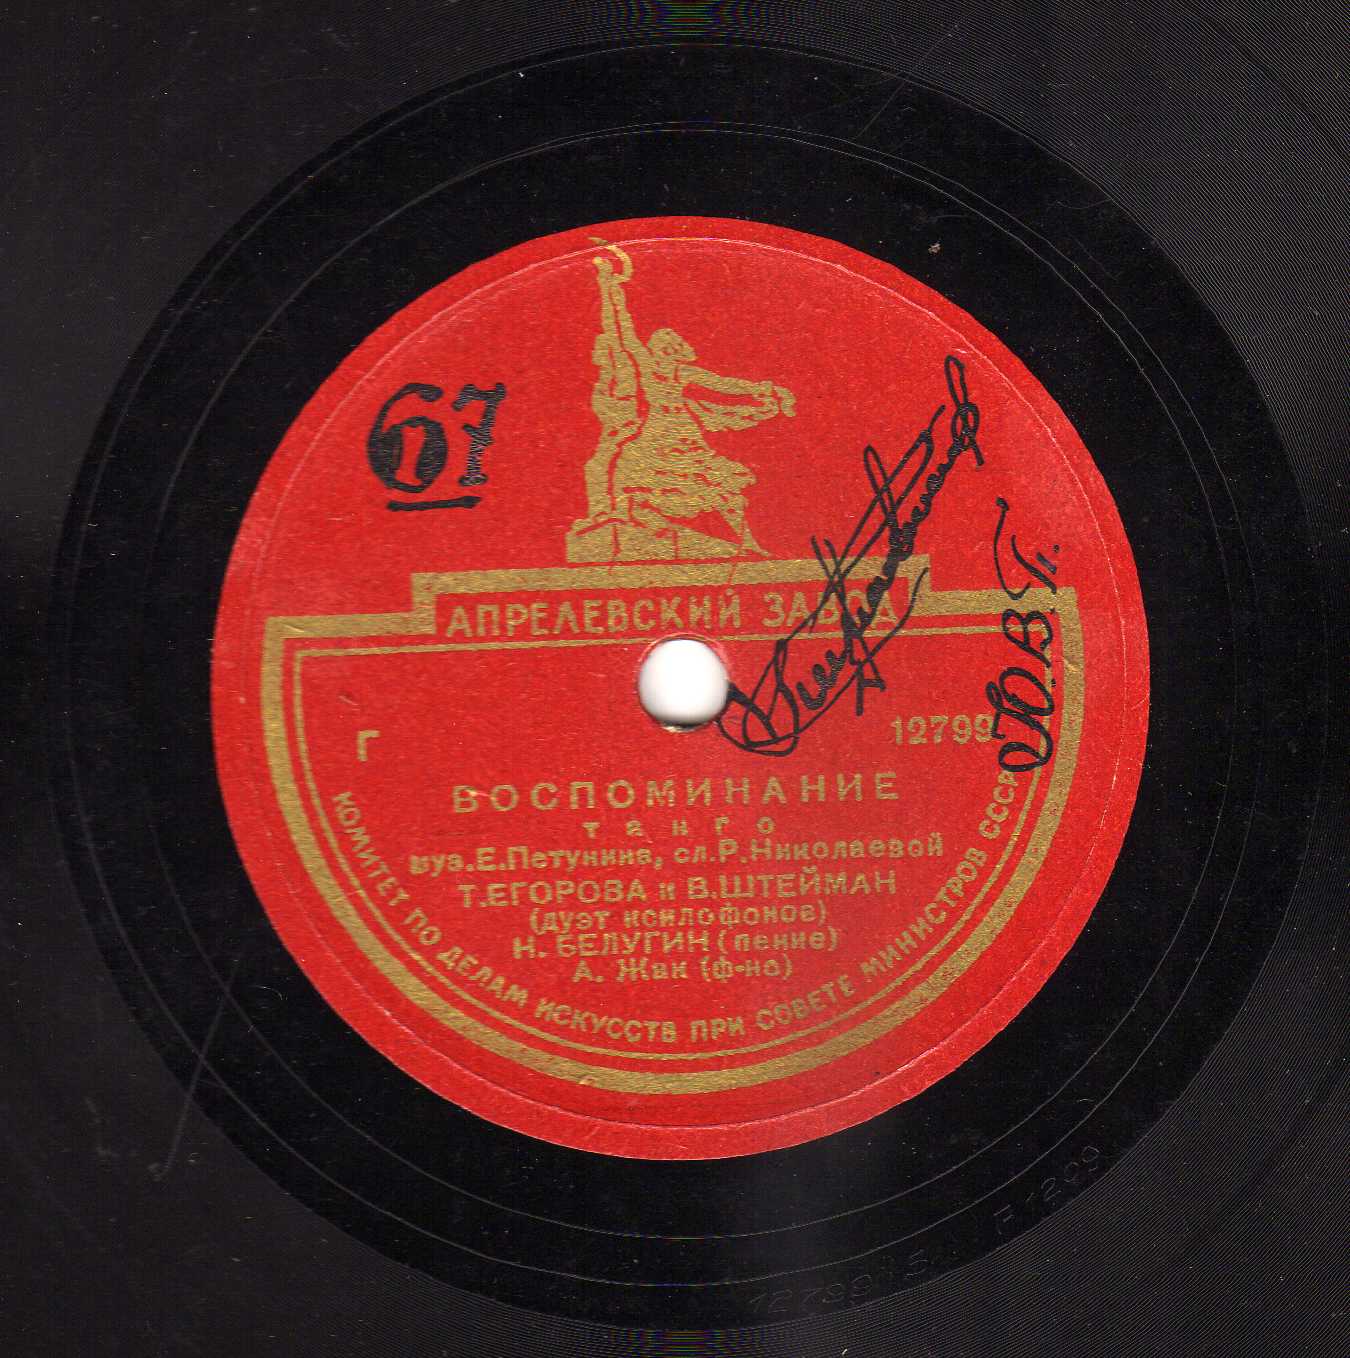 67
АПРЕЛЕВСКИЙ ЗАВОД
Ю.В.П.
Г
12799
ВОСПОМИНАНИЕ
танго
муз.Е.Петунина, сл.Р.Николаевой
Т.ЕГОРОВА и В.ШТЕЙМАН
(дуэт ксилофонов)
Н. БЕЛУГИН (пение)
А. Жак (ф-но)
КОМИТЕТ ПО ДЕЛАМ ИСКУССТВ ПРИ СОВЕТЕ МИНИСТРОВ СССР
12799